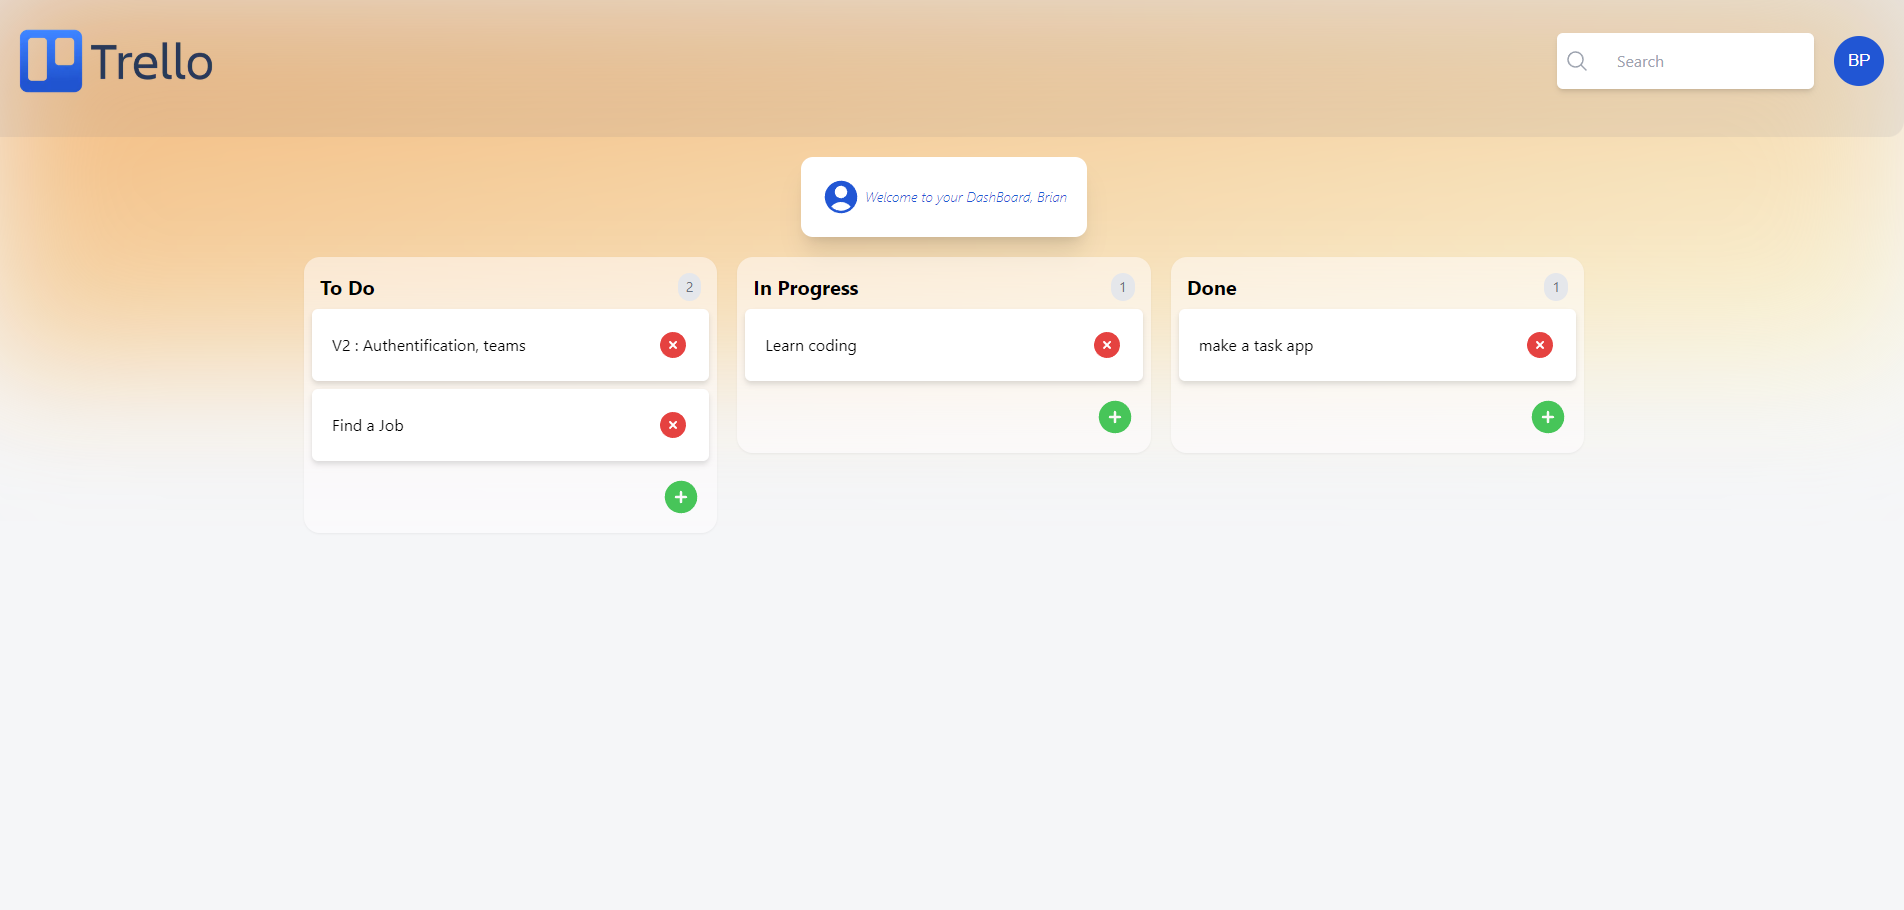 Trello
Search
BP
Welcome to your DashBoard, Brian
To Do
2
V2 : Authentification, teams
Find a Job
In Progress
1
Learn coding
Done
1
make a task app